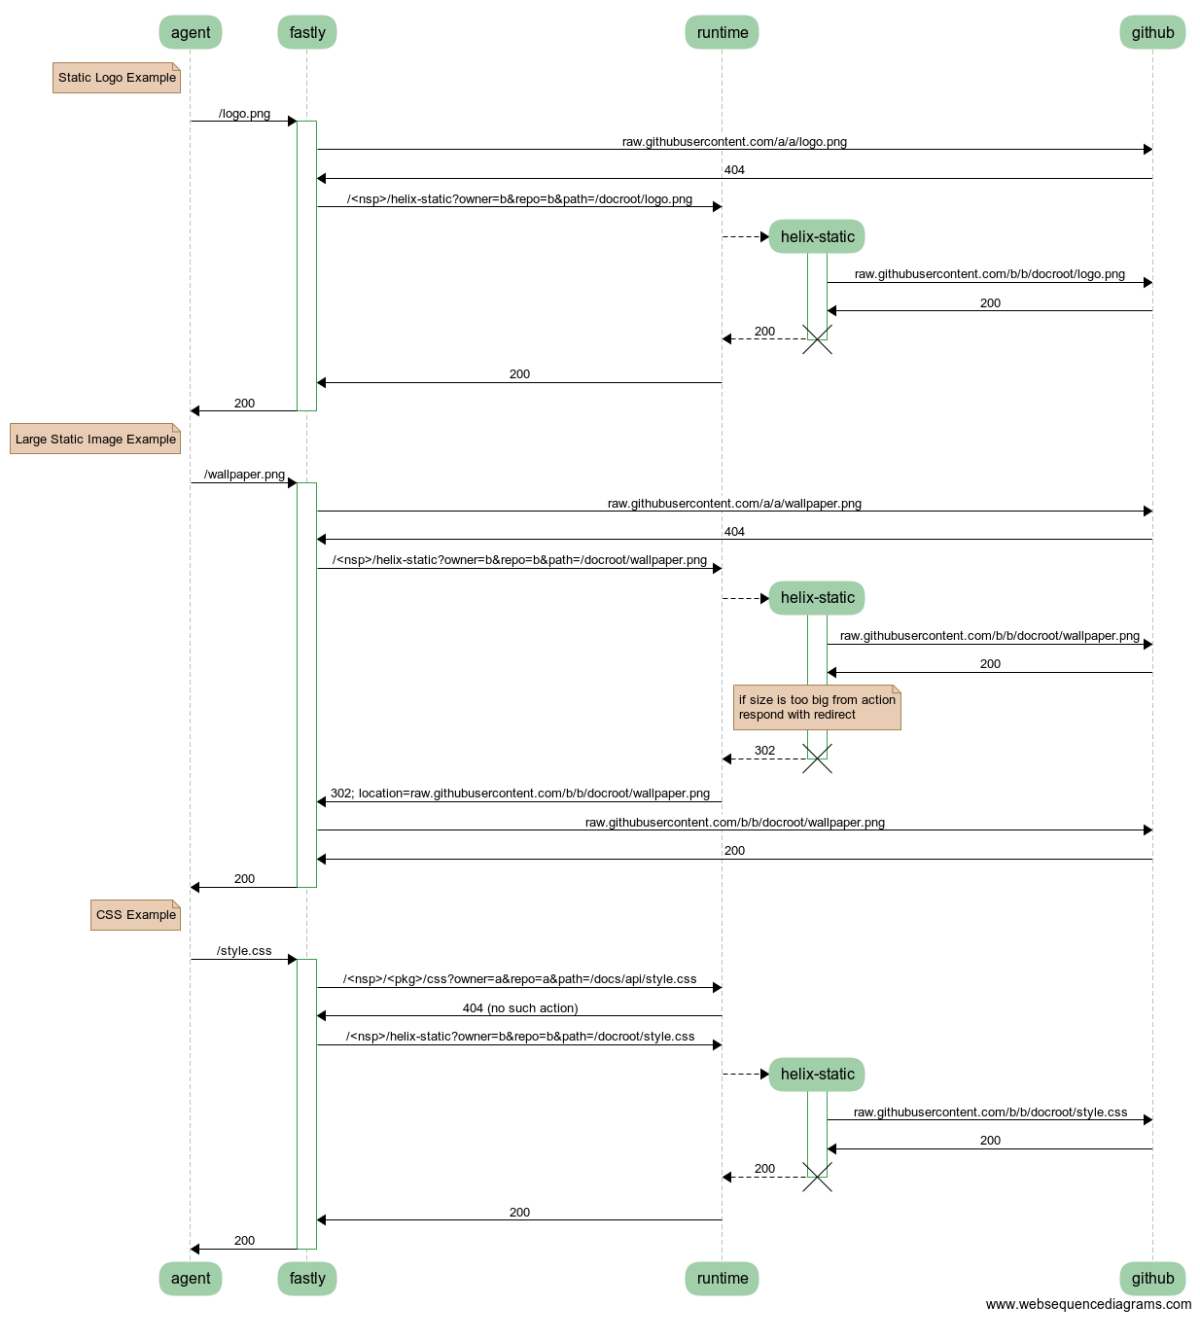 agent
fastly
runtime
github
Static Logo Example
/logo.png
raw.githubusercontent.com/a/a/logo.png
404
/<nsp>/helix-static?owner=b&repo=b&path=/docroot/logo.png
helix-static
raw.githubusercontent.com/b/b/docroot/logo.png
200
200
200
200
Large Static Image Example
/wallpaper.png
raw.githubusercontent.com/a/a/wallpaper.png
404
/<nsp>/helix-static?owner=b&repo=b&path=/docroot/wallpaper.png
helix-static
raw.githubusercontent.com/b/b/docroot/wallpaper.png
200
if size is too big from action
respond with redirect
302
302; location=raw.githubusercontent.com/b/b/docroot/wallpaper.png
raw.githubusercontent.com/b/b/docroot/wallpaper.png
200
200
CSS Example
/style.css
/<nsp>/<pkg>/css?owner=a&repo=a&path=/docs/api/style.css
404 (no such action)
/<nsp>/helix-static?owner=b&repo=b&path=/docroot/style.css
helix-static
raw.githubusercontent.com/b/b/docroot/style.css
200
200
200
200
agent
fastly
runtime
github
www.websequencediagrams.com